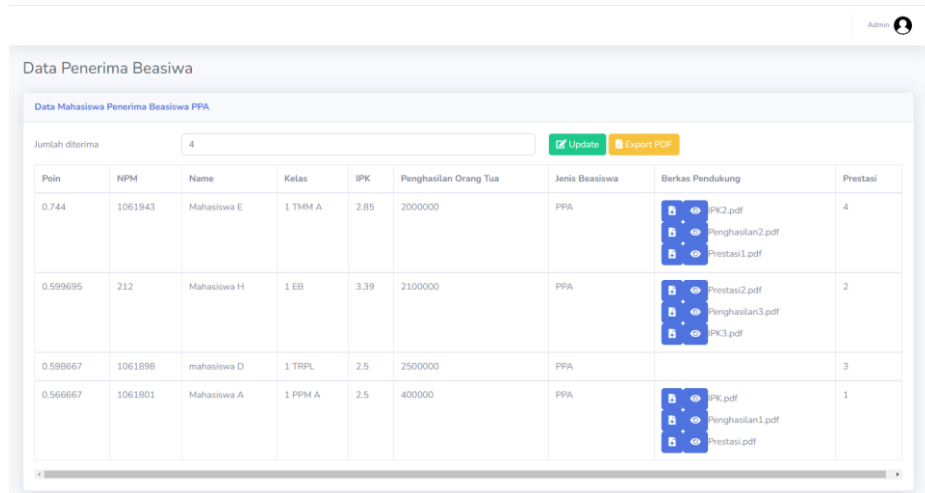 Admin
Data Penerima Beasiwa
Data Mahasiswa Penerima Beasiswa PPA
Jumlah diterima 4 Update Export PDF
Poin NPM Name Kelas IPK Penghasilan Orang Tua Jenis Beasiswa Berkas Pendukung Prestasi
0.744 1061943 Mahasiswa E 1 TMM A 2.85 2000000 PPA IPK2.pdf 4
Penghasilan2.pdf
Prestasi1.pdf
0.599695 212 Mahasiswa H 1 EB 3.39 2100000 PPA Prestasi2.pdf 2
Penghasilan3.pdf
IPK3.pdf
0.598667 1061898 mahasiswa D 1 TRPL 2.5 2500000 PPA 3
0.566667 1061801 Mahasiswa A 1 PPM A 2.5 400000 PPA IPK.pdf 1
Penghasilan1.pdf
Prestasi.pdf